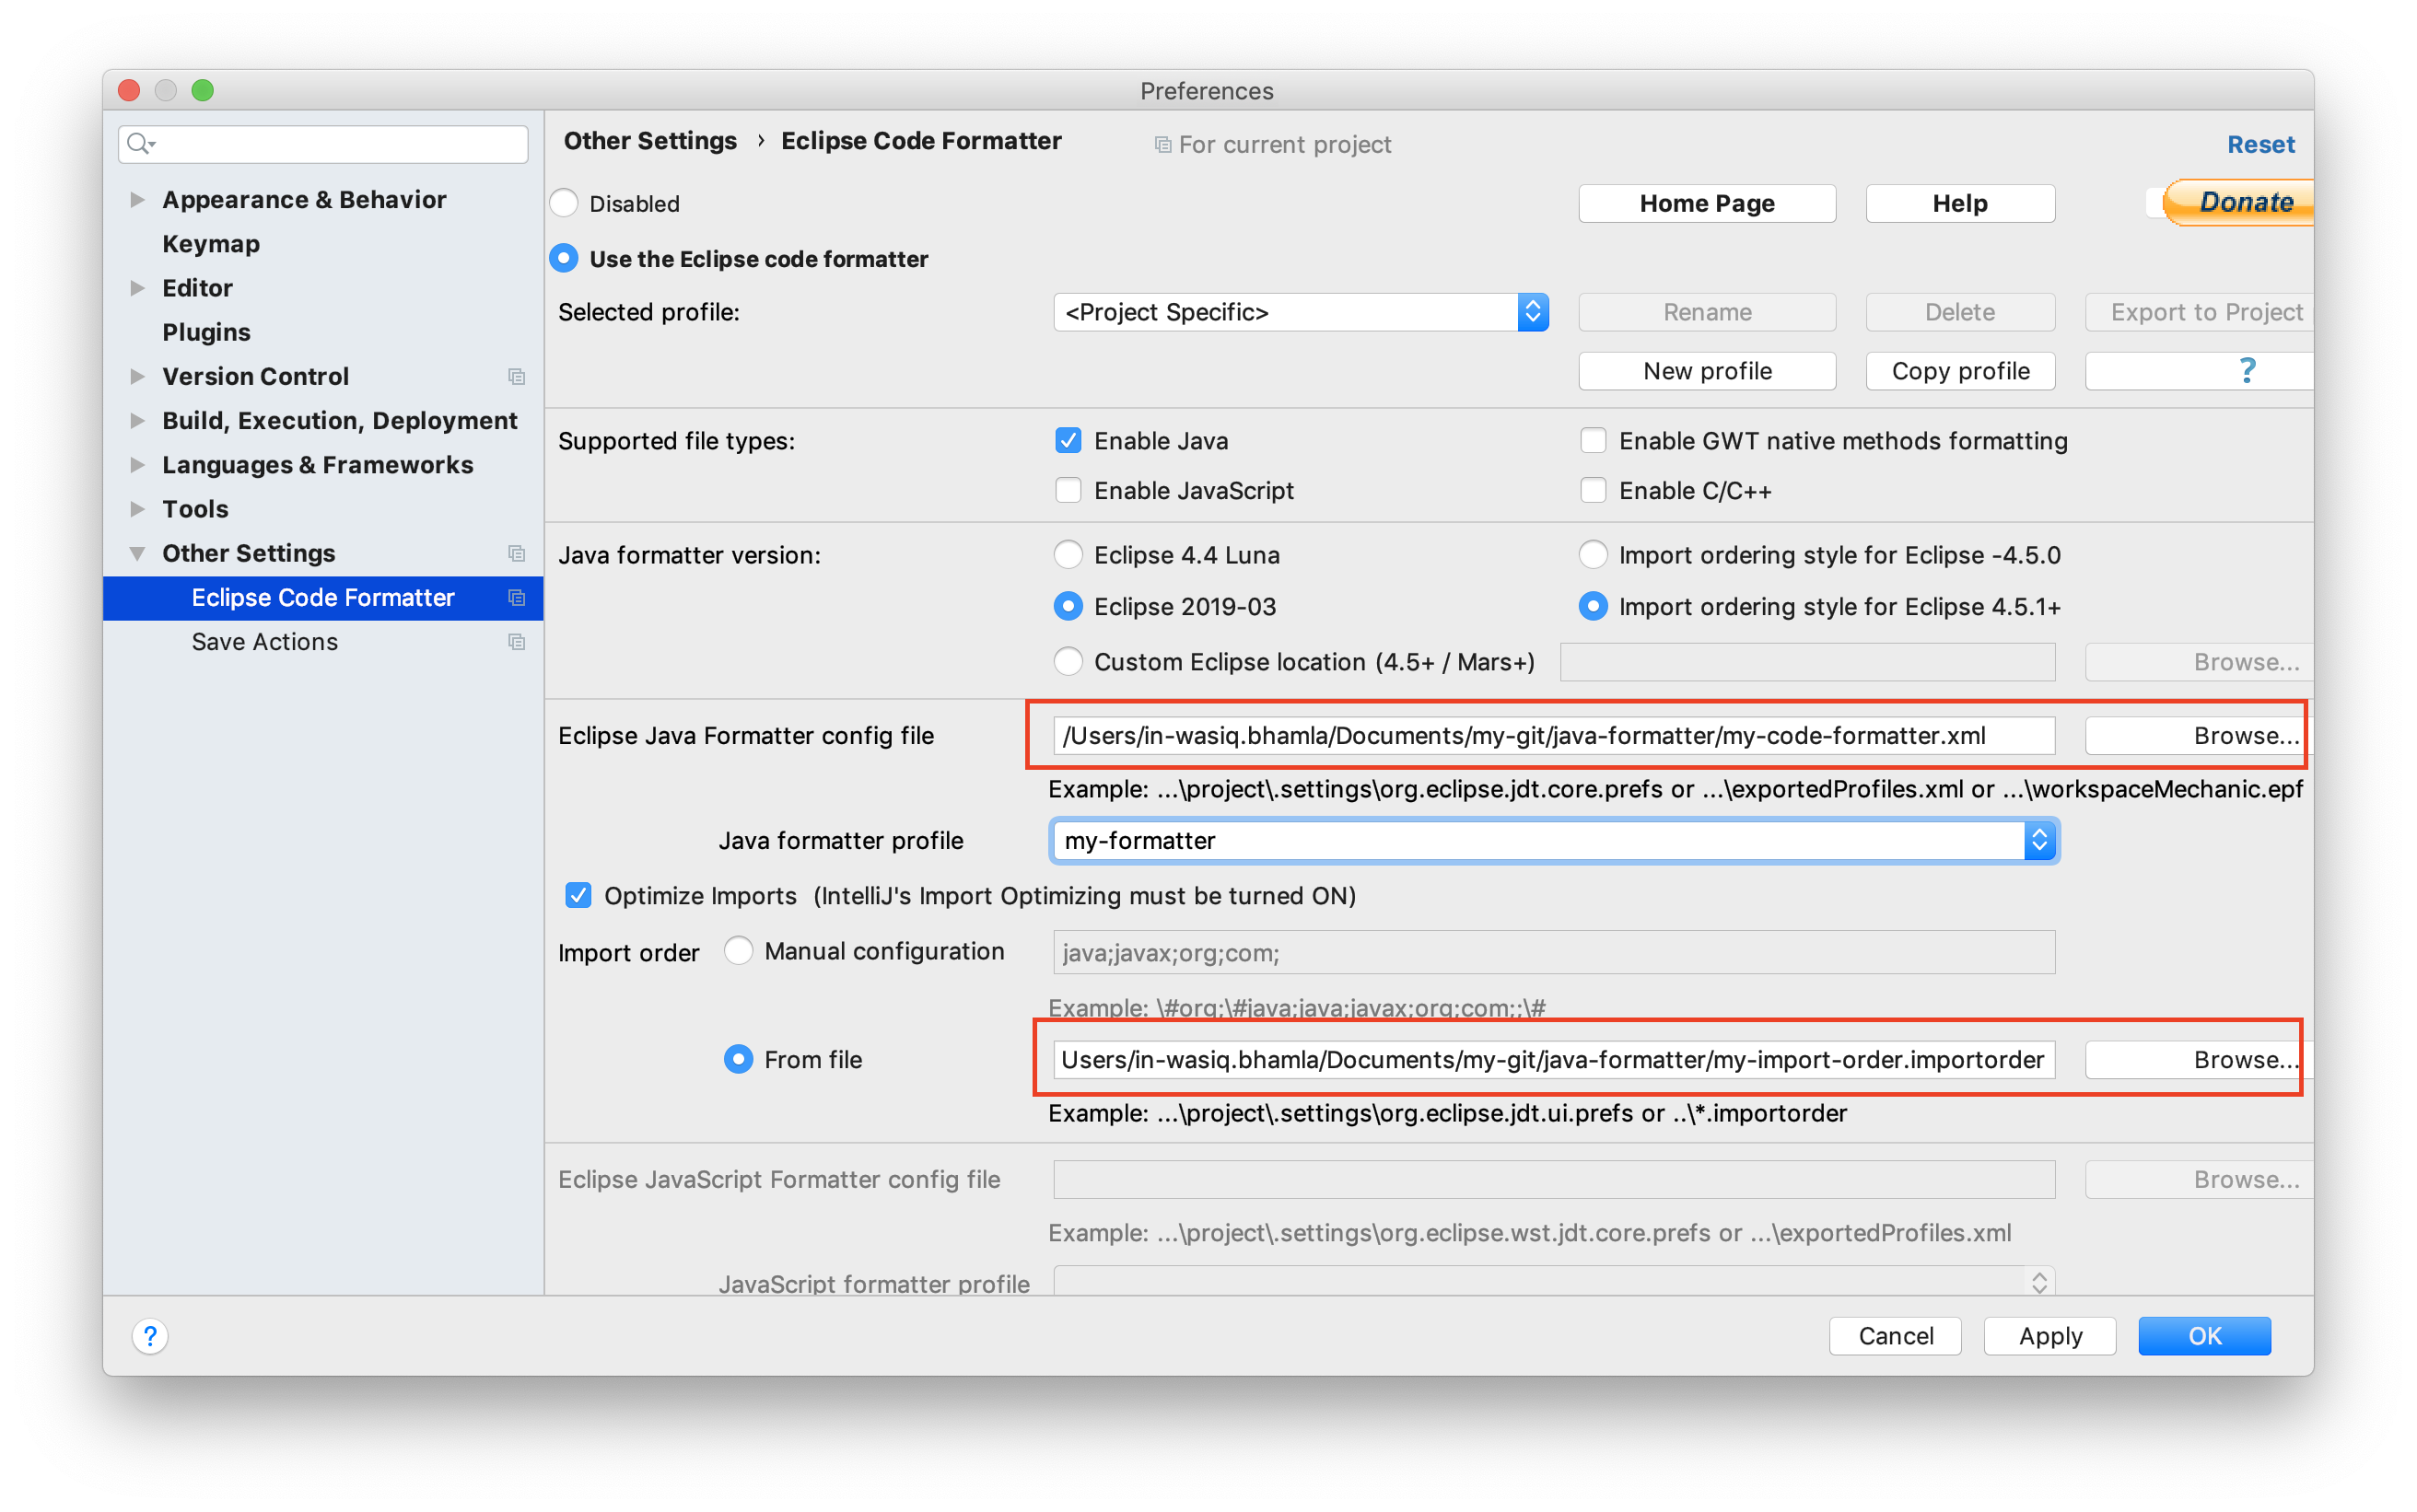 Preferences
Appearance & Behavior
Keymap
Editor
Plugins
Version Control
Build, Execution, Deployment
Languages & Frameworks
Tools
Other Settings
Eclipse Code Formatter
Save Actions
Other Settings › Eclipse Code Formatter For current project Reset
Disabled Home Page Help Donate
Use the Eclipse code formatter
Selected profile: <Project Specific> Rename Delete Export to Project
New profile Copy profile ?
Supported file types: Enable Java Enable GWT native methods formatting
Enable JavaScript Enable C/C++
Java formatter version: Eclipse 4.4 Luna Import ordering style for Eclipse -4.5.0
Eclipse 2019-03 Import ordering style for Eclipse 4.5.1+
Custom Eclipse location (4.5+ / Mars+) Browse...
Eclipse Java Formatter config file /Users/in-wasiq.bhamla/Documents/my-git/java-formatter/my-code-formatter.xml Browse...
Example: ...\project\.settings\org.eclipse.jdt.core.prefs or ...\exportedProfiles.xml or ...\workspaceMechanic.epf
Java formatter profile my-formatter
Optimize Imports (IntelliJ's Import Optimizing must be turned ON)
Import order Manual configuration java;javax;org;com;
Example: \#org;\#java;java;javax;org;com;;\#
From file Users/in-wasiq.bhamla/Documents/my-git/java-formatter/my-import-order.importorder Browse...
Example: ...\project\.settings\org.eclipse.jdt.ui.prefs or ..\*.importorder
Eclipse JavaScript Formatter config file Browse...
Example: ...\project\.settings\org.eclipse.wst.jdt.core.prefs or ...\exportedProfiles.xml
JavaScript formatter profile
? Cancel Apply OK